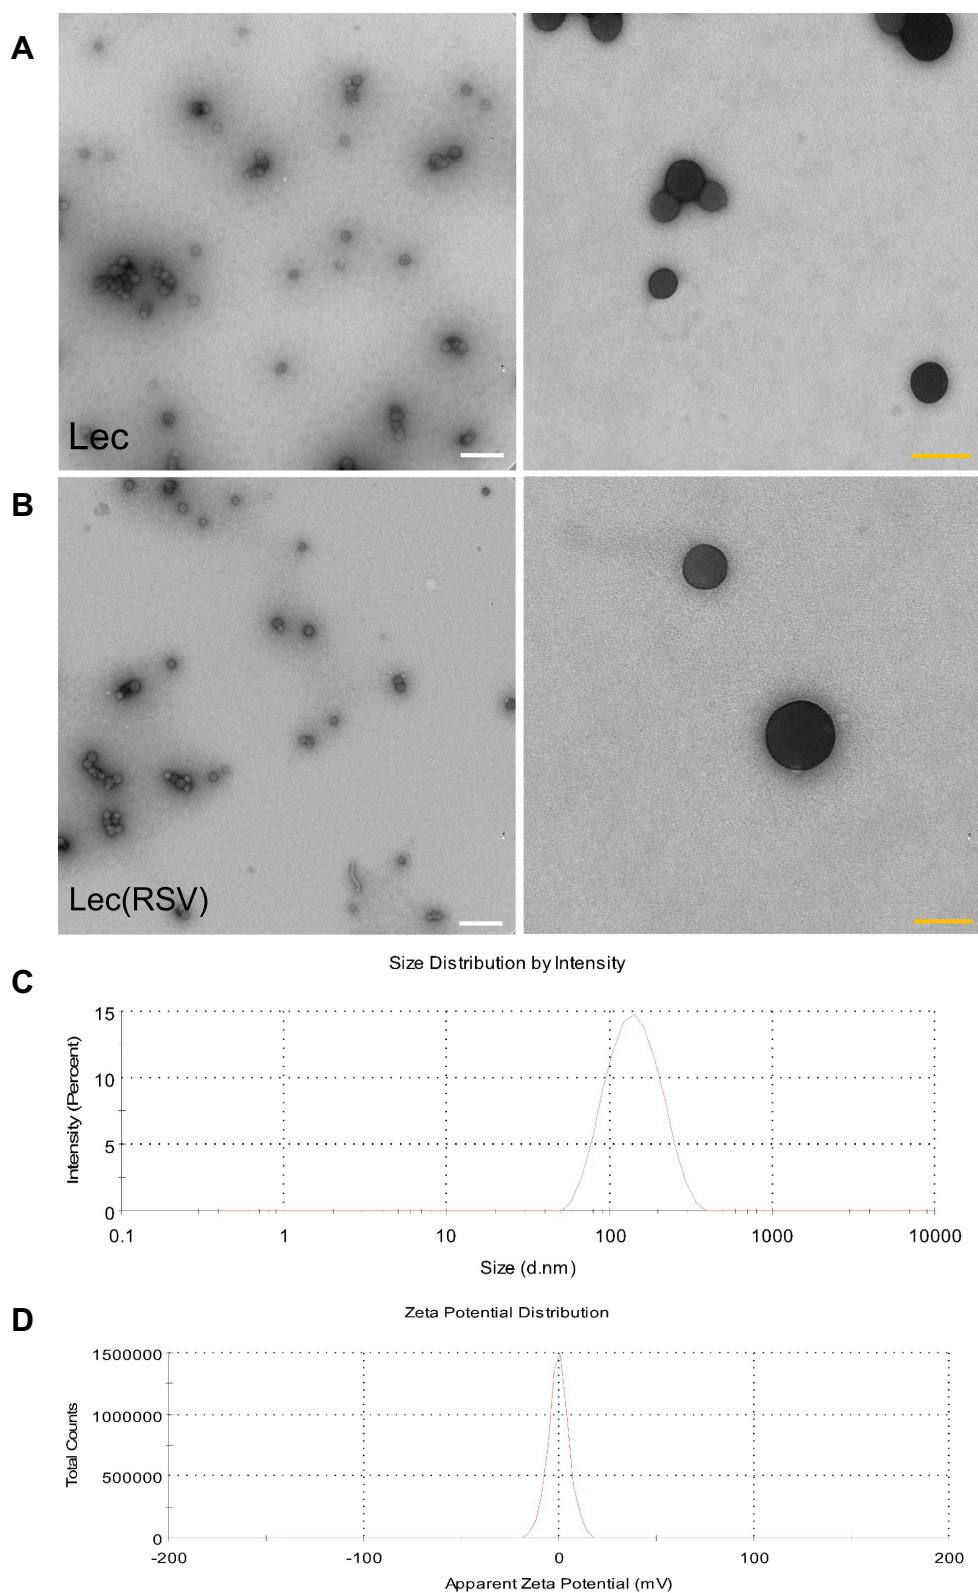 A
Lec
B
Lec(RSV)
C
Size Distribution by Intensity
Intensity (Percent)
15
10
5
0
0.1 1 10 100 1000 10000
Size (d.nm)
D
Zeta Potential Distribution
Total Counts
1500000
1000000
500000
0
-200 -100 0 100 200
Apparent Zeta Potential (mV)